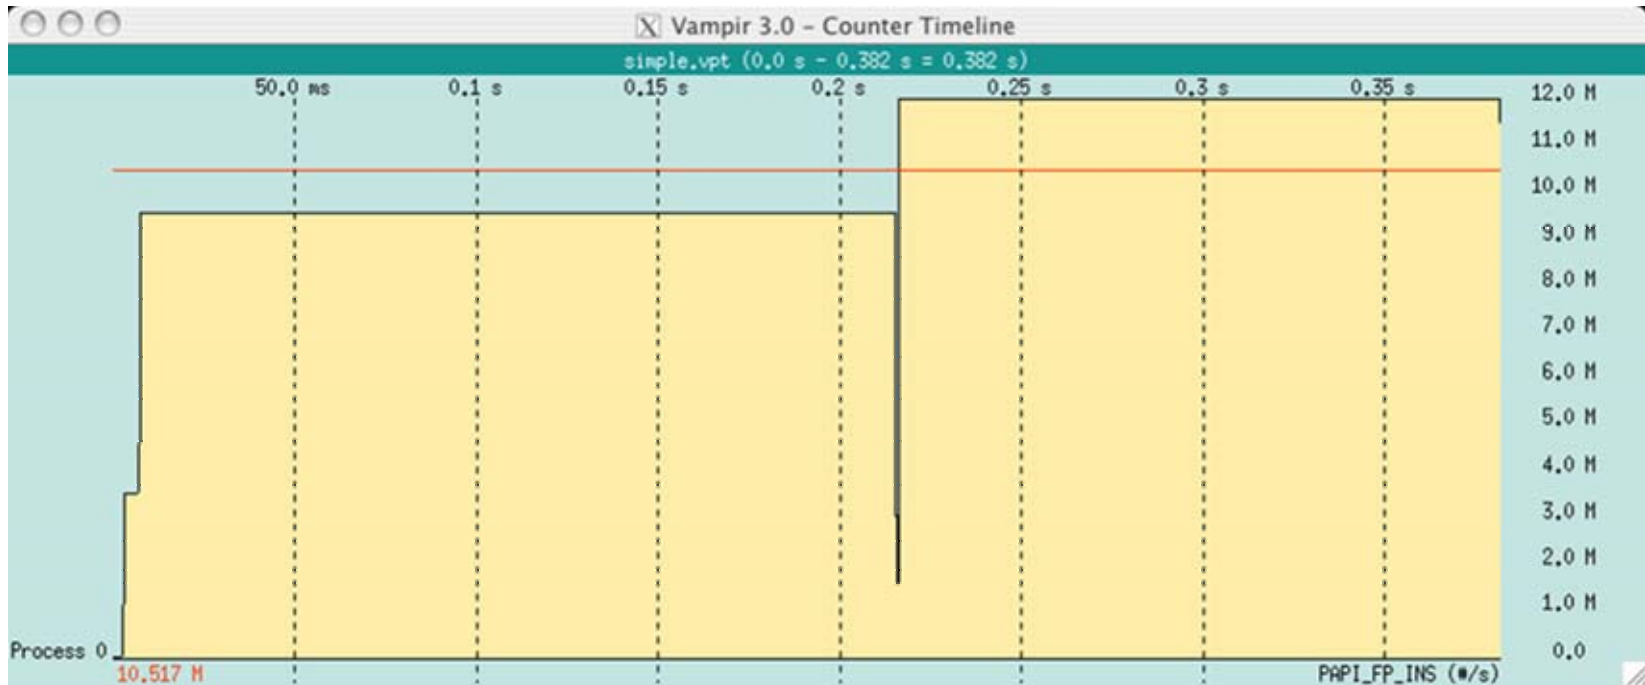 X Vampir 3.0 – Counter Timeline
simple.vpt (0.0 s - 0.382 s = 0.382 s)
50.0 ms 0.1 s 0.15 s 0.2 s 0.25 s 0.3 s 0.35 s
12.0 M
11.0 M
10.0 M
9.0 M
8.0 M
7.0 M
6.0 M
5.0 M
4.0 M
3.0 M
2.0 M
1.0 M
Process 0 0.0
10.517 M PAPI_FP_INS (#/s)